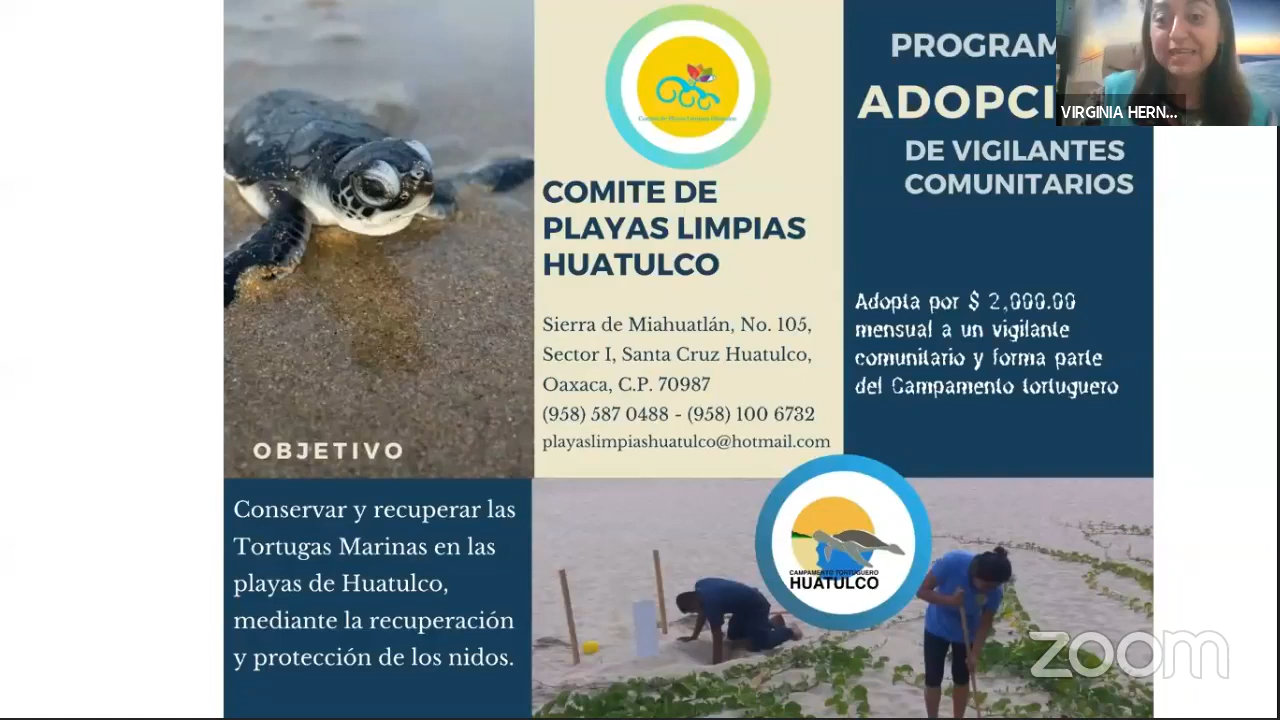 OBJETIVO
Conservar y recuperar las
Tortugas Marinas en las
playas de Huatulco,
mediante la recuperación
y protección de los nidos.
COMITE DE
PLAYAS LIMPIAS
HUATULCO
Sierra de Miahuatlán, No. 105,
Sector I, Santa Cruz Huatulco,
Oaxaca, C.P. 70987
(958) 587 0488 - (958) 100 6732
playaslimpiashuatulco@hotmail.com
PROGRAM
ADOPCI
DE VIGILANTES
COMUNITARIOS
Adopta por $ 2,000.00
mensual a un vigilante
comunitario y forma parte
del Campamento tortuguero
CAMPAMENTO TORTUGUERO
HUATULCO
VIRGINIA HERN...
zoom